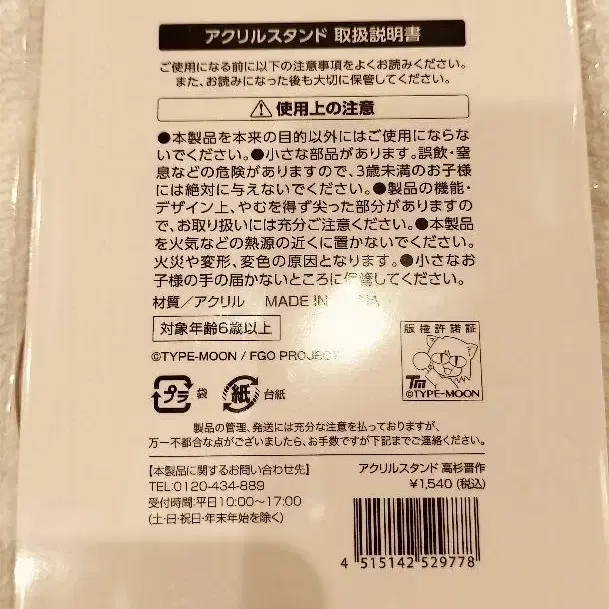 アクリルスタンド 取扱説明書
ご使用になる前に以下の注意事項をよくお読みください。
また、お読みになった後も大切に保管してください。
⚠使用上の注意
●本製品を本来の目的以外にはご使用にならな
いでください。●小さな部品があります。誤飲・窒
息などの危険がありますので、3歳未満のお子様
には絶対に与えないでください。●製品の機能・
デザイン上、やむを得ず尖った部分がありますの
で、お取り扱いには充分ご注意ください。●本製品
を火気などの熱源の近くに置かないでください。
火災や変形、変色の原因となります。●小さなお
子様の手の届かないところに保管してください。
材質/アクリル MADE IN
対象年齢6歳以上
版権許諾証
©TYPE-MOON / FGO PROJECT
TM
©TYPE-MOON
プラ 袋 紙 台紙
製品の管理、発送には充分な注意を払っておりますが、
万一不都合な点がございましたら、お手数ですが下記までご連絡ください。
【本製品に関するお問い合わせ先】
TEL:0120-434-889
受付時間:平日10:00〜17:00
(土・日・祝日・年末年始を除く)
アクリルスタンド 高杉晋作
¥1,540(税込)
4 515142 529778